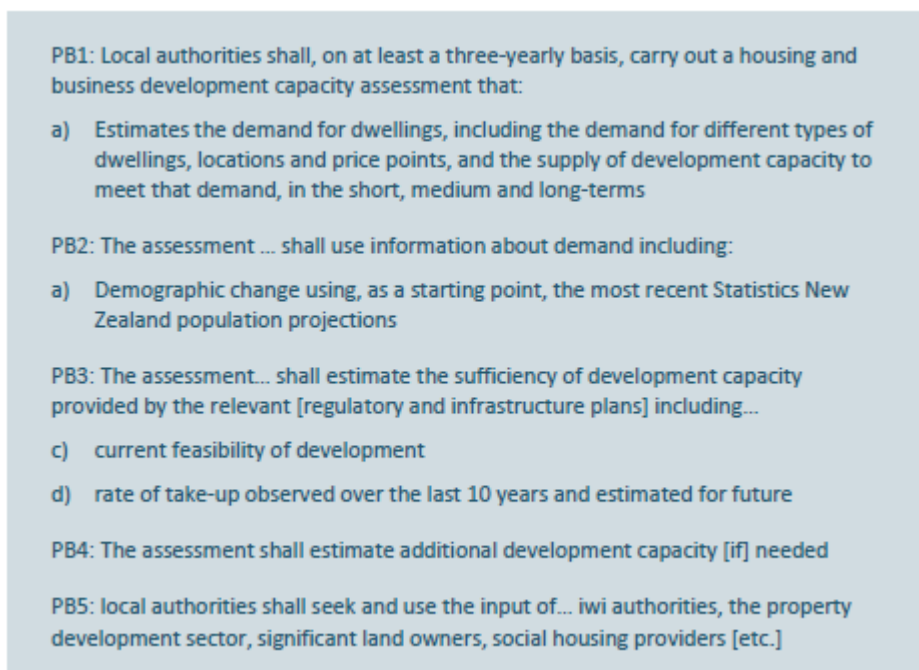 PB1: Local authorities shall, on at least a three-yearly basis, carry out a housing and
business development capacity assessment that:
a) Estimates the demand for dwellings, including the demand for different types of
dwellings, locations and price points, and the supply of development capacity to
meet that demand, in the short, medium and long-terms
PB2: The assessment ... shall use information about demand including:
a) Demographic change using, as a starting point, the most recent Statistics New
Zealand population projections
PB3: The assessment... shall estimate the sufficiency of development capacity
provided by the relevant [regulatory and infrastructure plans] including...
c) current feasibility of development
d) rate of take-up observed over the last 10 years and estimated for future
PB4: The assessment shall estimate additional development capacity [if] needed
PB5: local authorities shall seek and use the input of... iwi authorities, the property
development sector, significant land owners, social housing providers [etc.]